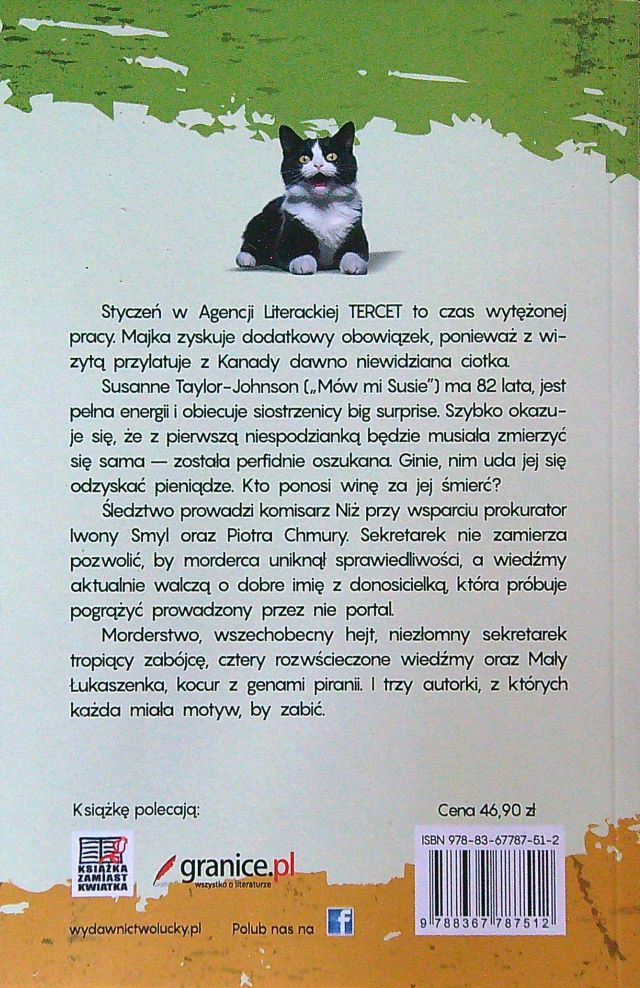 Styczeń w Agencji Literackiej TERCET to czas wytężonej
pracy. Majka zyskuje dodatkowy obowiązek, ponieważ z wi-
zytą przylatuje z Kanady dawno niewidziana ciotka.
Susanne Taylor-Johnson („Mów mi Susie") ma 82 lata, jest
pełna energii i obiecuje siostrzenicy big surprise. Szybko okazu-
je się, że z pierwszą niespodzianką będzie musiała zmierzyć
się sama — została perfidnie oszukana. Ginie, nim uda jej się
odzyskać pieniądze. Kto ponosi winę za jej śmierć?
Śledztwo prowadzi komisarz Niż przy wsparciu prokurator
Iwony Smyl oraz Piotra Chmury. Sekretarek nie zamierza
pozwolić, by morderca uniknął sprawiedliwości, a wiedźmy
aktualnie walczą o dobre imię z donosicielką, która próbuje
pogrążyć prowadzony przez nie portal.
Morderstwo, wszechobecny hejt, niezłomny sekretarek
tropiący zabójcę, cztery rozwścieczone wiedźmy oraz Mały
Łukaszenka, kocur z genami piranii. I trzy autorki, z których
każda miała motyw, by zabić.
Książkę polecają:
Cena 46,90 zł
KSIĄŻKA
ZAMIAST
KWIATKA
granice.pl
wszystko o literaturze
ISBN 978-83-67787-51-2
9 788367 787512
wydawnictwolucky.pl
Polub nas na f